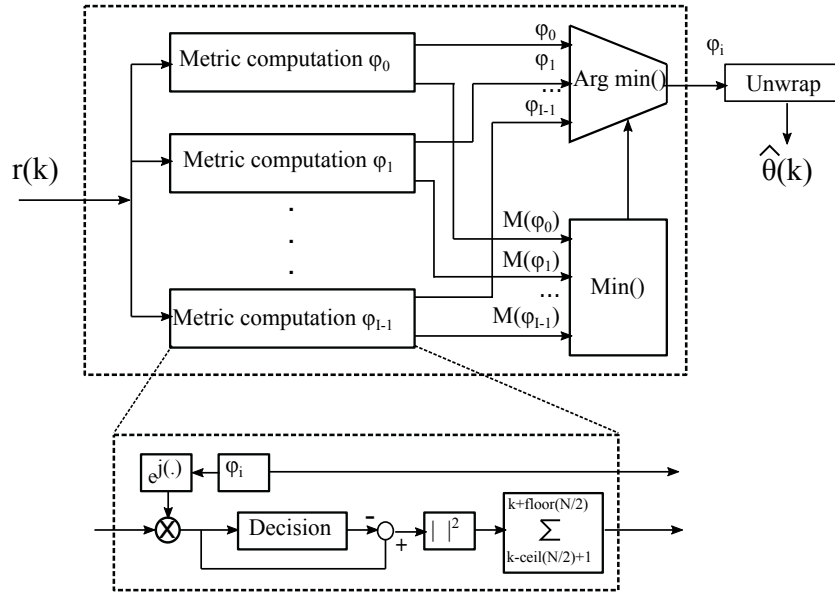 Metric computation φ0
φ0
φ1
...
φI-1
Arg min()
φi
Unwrap
θ̂(k)
r(k)
Metric computation φ1
.
.
.
Metric computation φI-1
M(φ0)
M(φ1)
...
M(φI-1)
Min()
e^j(.)
φi
X
Decision
-
+
| |²
k+floor(N/2)
Σ
k-ceil(N/2)+1